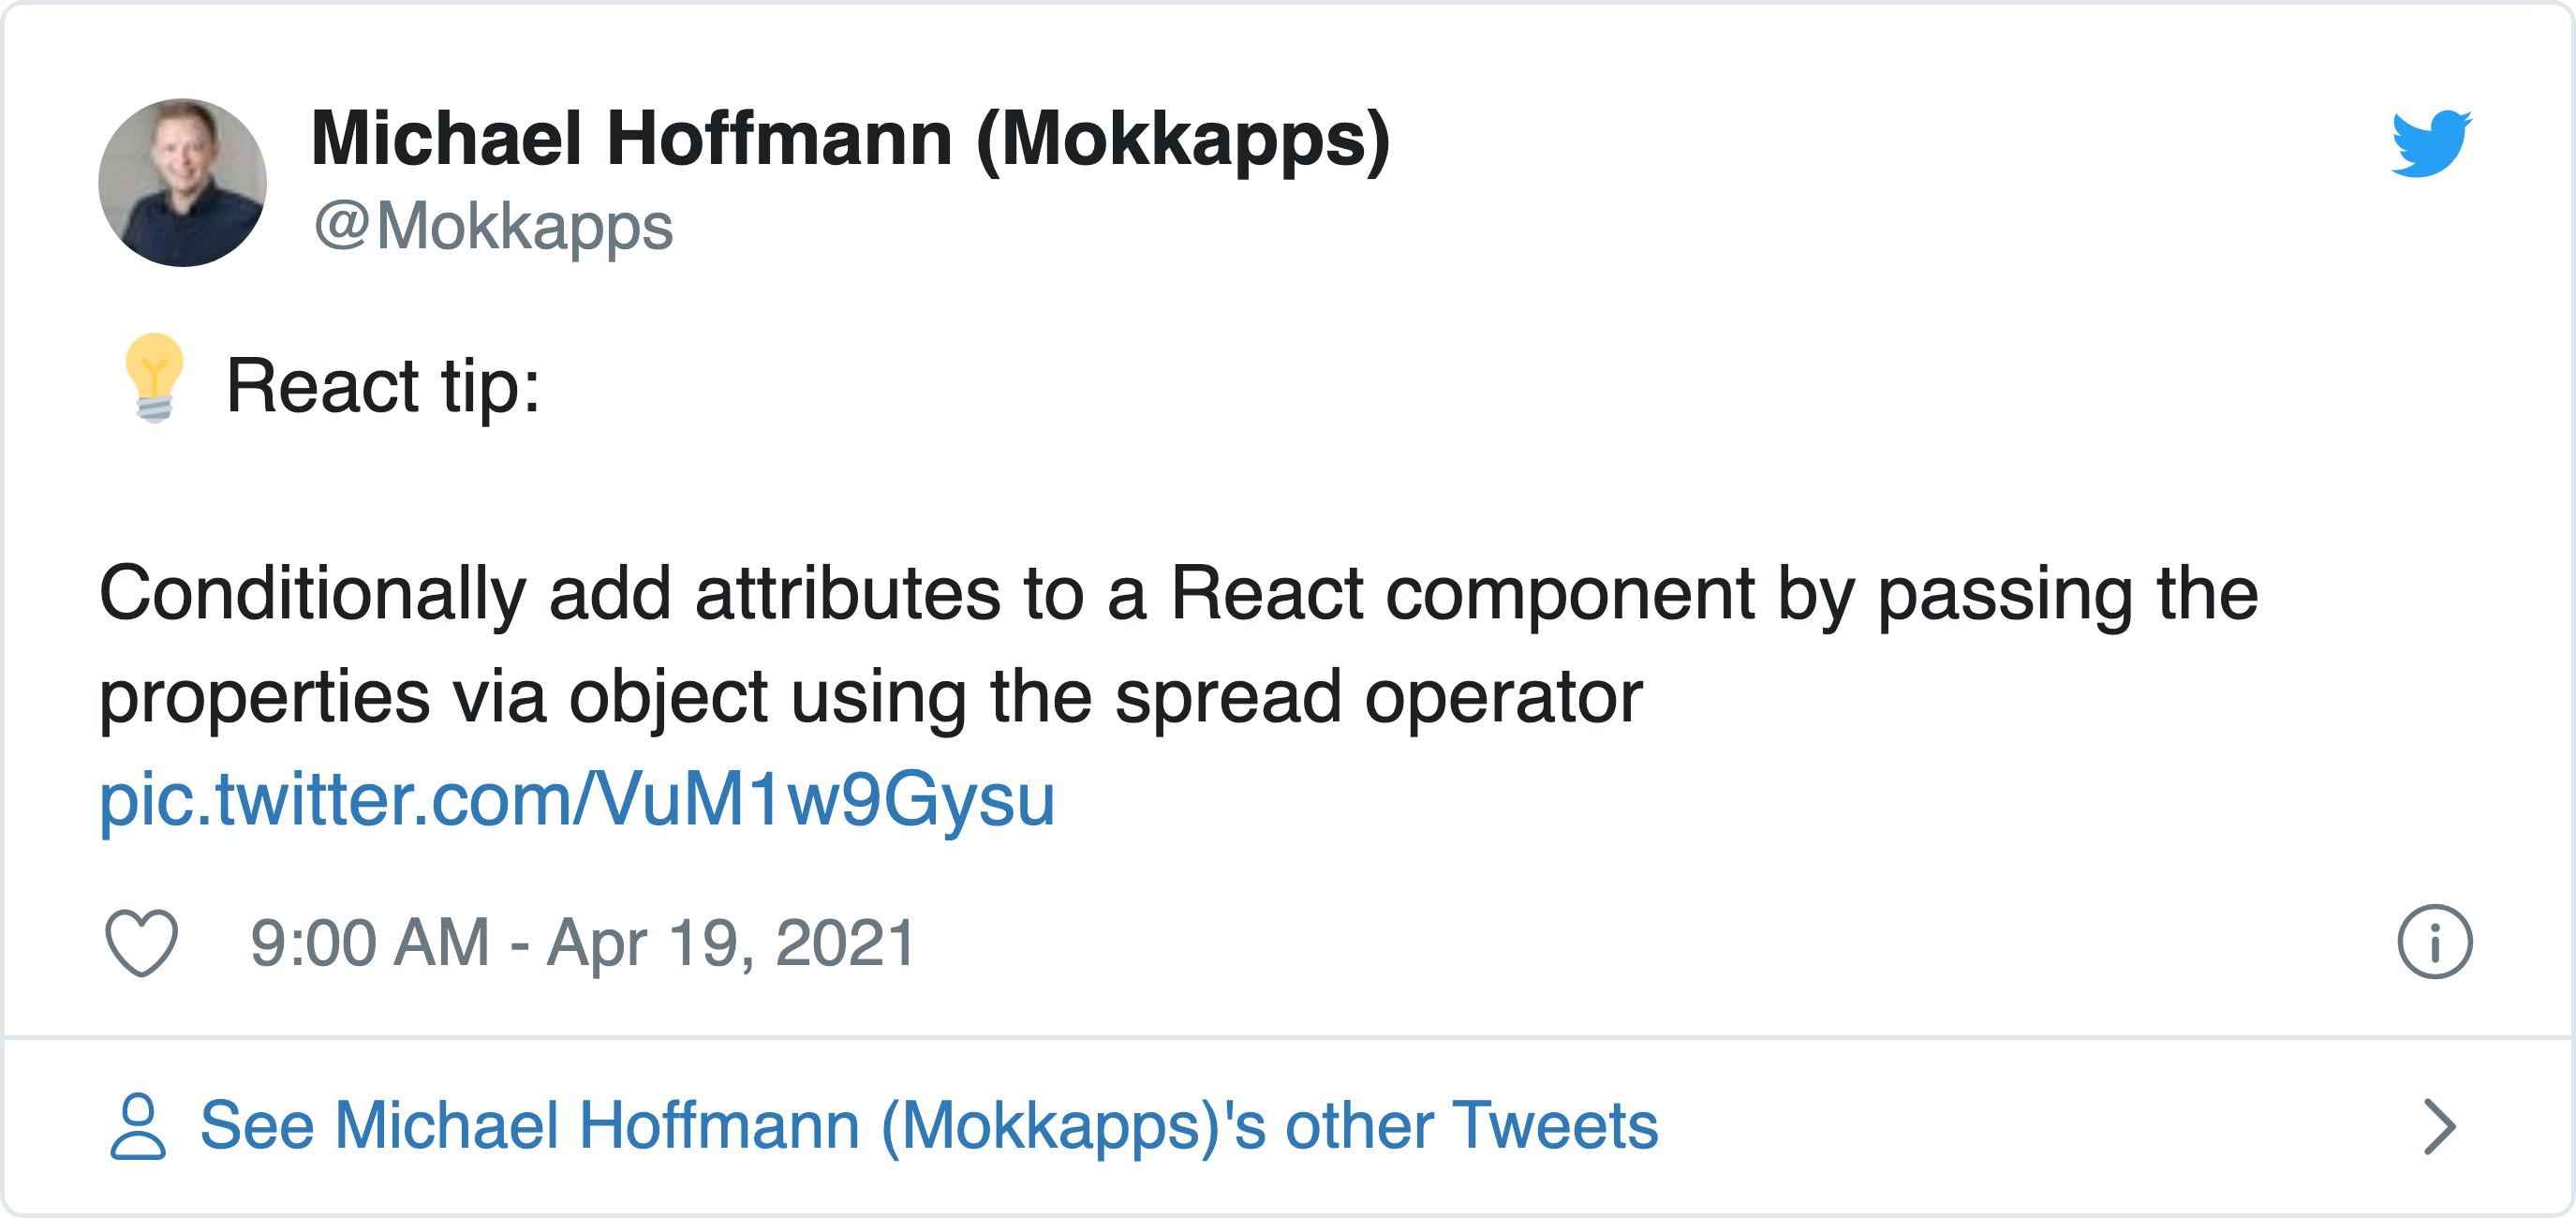 Michael Hoffmann (Mokkapps)
@Mokkapps
💡 React tip:
Conditionally add attributes to a React component by passing the
properties via object using the spread operator
pic.twitter.com/VuM1w9Gysu
9:00 AM - Apr 19, 2021
See Michael Hoffmann (Mokkapps)'s other Tweets